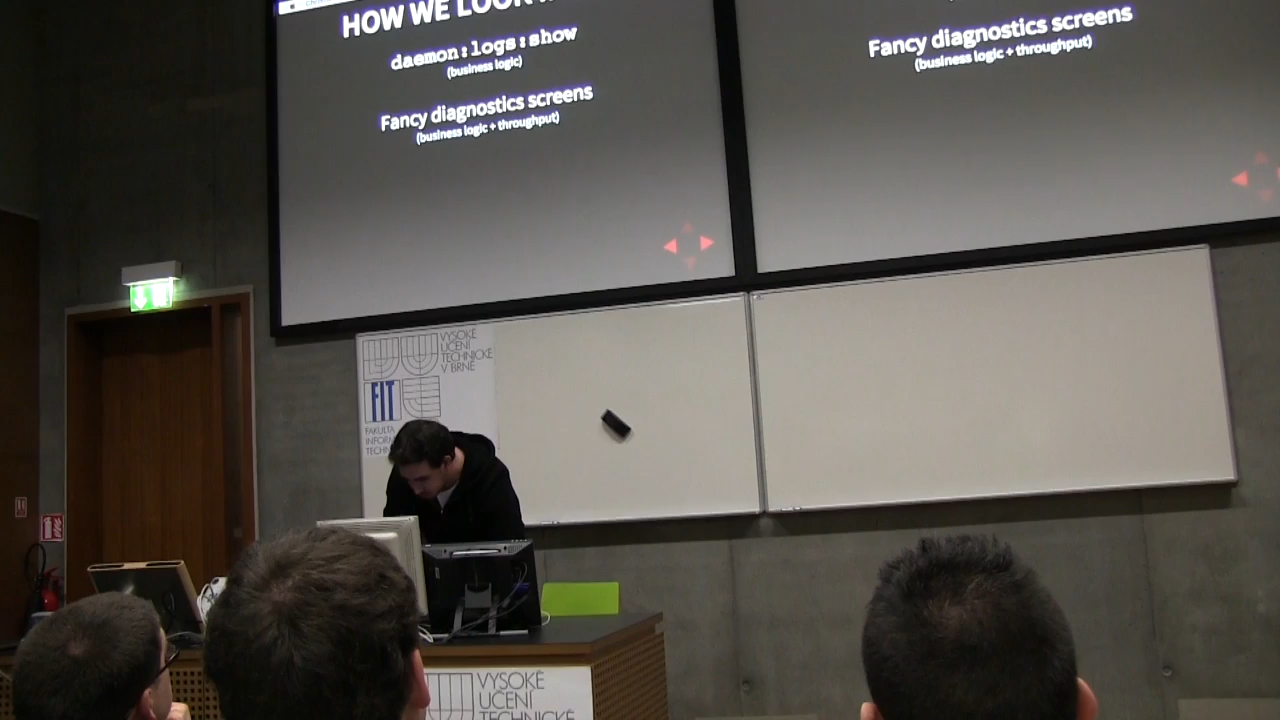 HOW WE LOOK
daemon:logs:show
(business logic)
Fancy diagnostics screens
(business logic + throughput)
Fancy diagnostics screens
(business logic + throughput)
VYSOKÉ
UČENÍ
TECHNICKÉ
V BRNĚ
FIT
FAKULTA
VYSOKÉ
UČENÍ
TECHNICKÉ